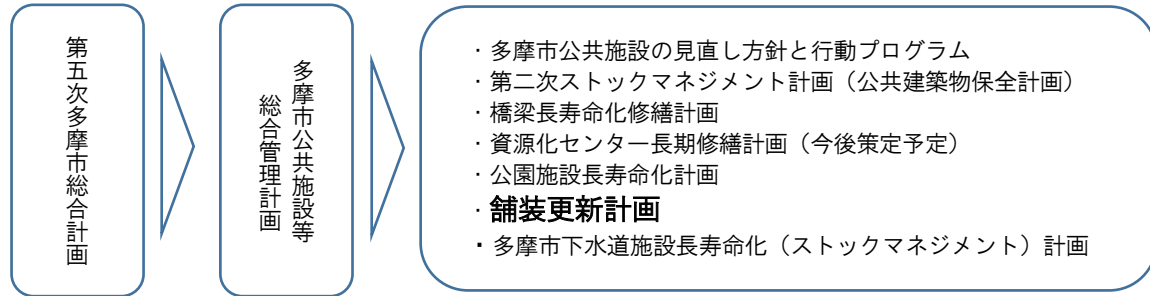 第五次多摩市総合計画
多摩市公共施設等
総合管理計画
・多摩市公共施設の見直し方針と行動プログラム
・第二次ストックマネジメント計画（公共建築物保全計画）
・橋梁長寿命化修繕計画
・資源化センター長期修繕計画（今後策定予定）
・公園施設長寿命化計画
・舗装更新計画
・多摩市下水道施設長寿命化（ストックマネジメント）計画